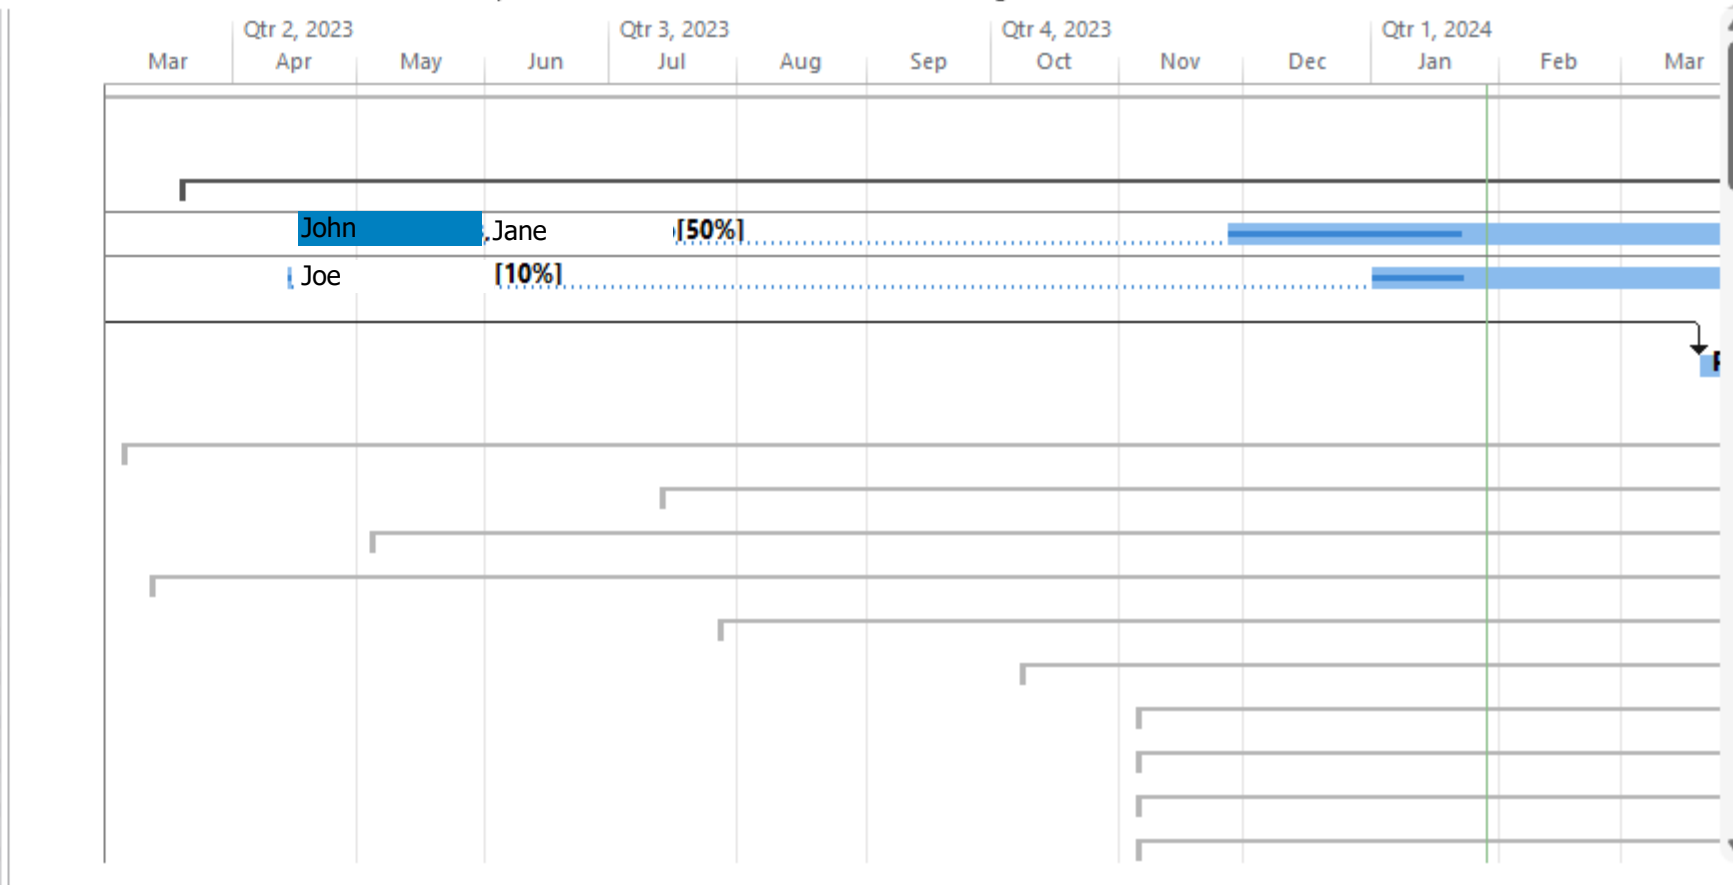 Qtr 2, 2023 Qtr 3, 2023 Qtr 4, 2023 Qtr 1, 2024
Mar Apr May Jun Jul Aug Sep Oct Nov Dec Jan Feb Mar
John Jane [50%]
Joe [10%]